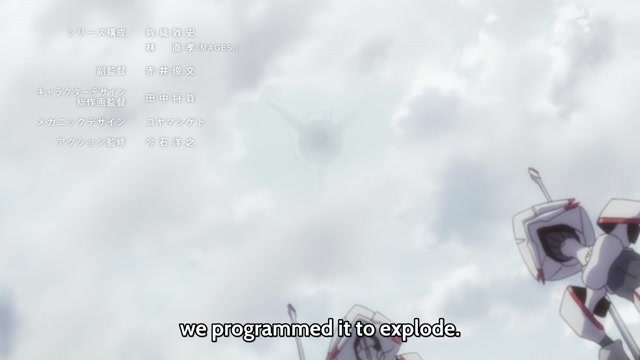 シリーズ構成 錦織敦史
林 直孝(MAGES.)
副監督 赤井俊文
キャラクターデザイン
総作画監督 田中将賀
メカニックデザイン コヤマシゲト
アクション監修 今石洋之
we programmed it to explode.